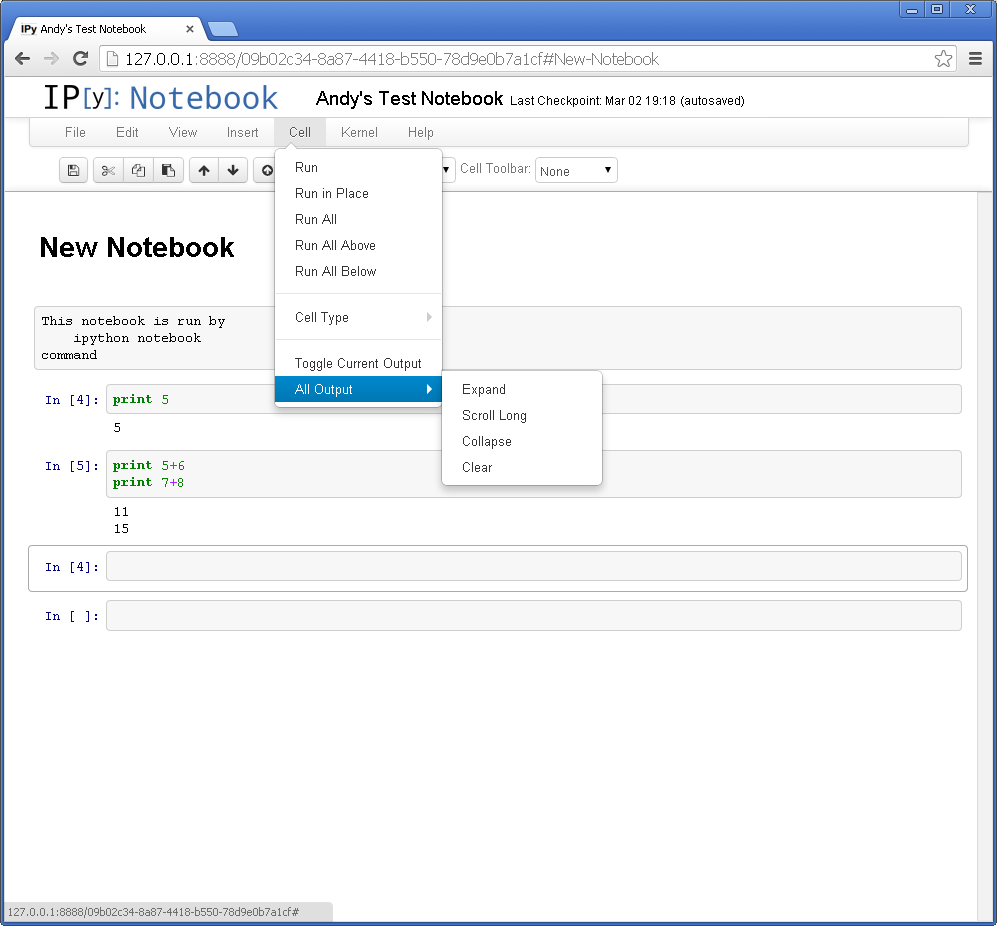 IPy Andy's Test Notebook
127.0.0.1:8888/09b02c34-8a87-4418-b550-78d9e0b7a1cf#New-Notebook
IP[y]: Notebook Andy's Test Notebook Last Checkpoint: Mar 02 19:18 (autosaved)
File Edit View Insert Cell Kernel Help
Cell Toolbar: None
Run
Run in Place
Run All
Run All Above
Run All Below
Cell Type
Toggle Current Output
All Output
Expand
Scroll Long
Collapse
Clear
New Notebook
This notebook is run by
    ipython notebook
command
In [4]: print 5
5
In [5]: print 5+6
print 7+8
11
15
In [4]:
In [ ]:
127.0.0.1:8888/09b02c34-8a87-4418-b550-78d9e0b7a1cf#